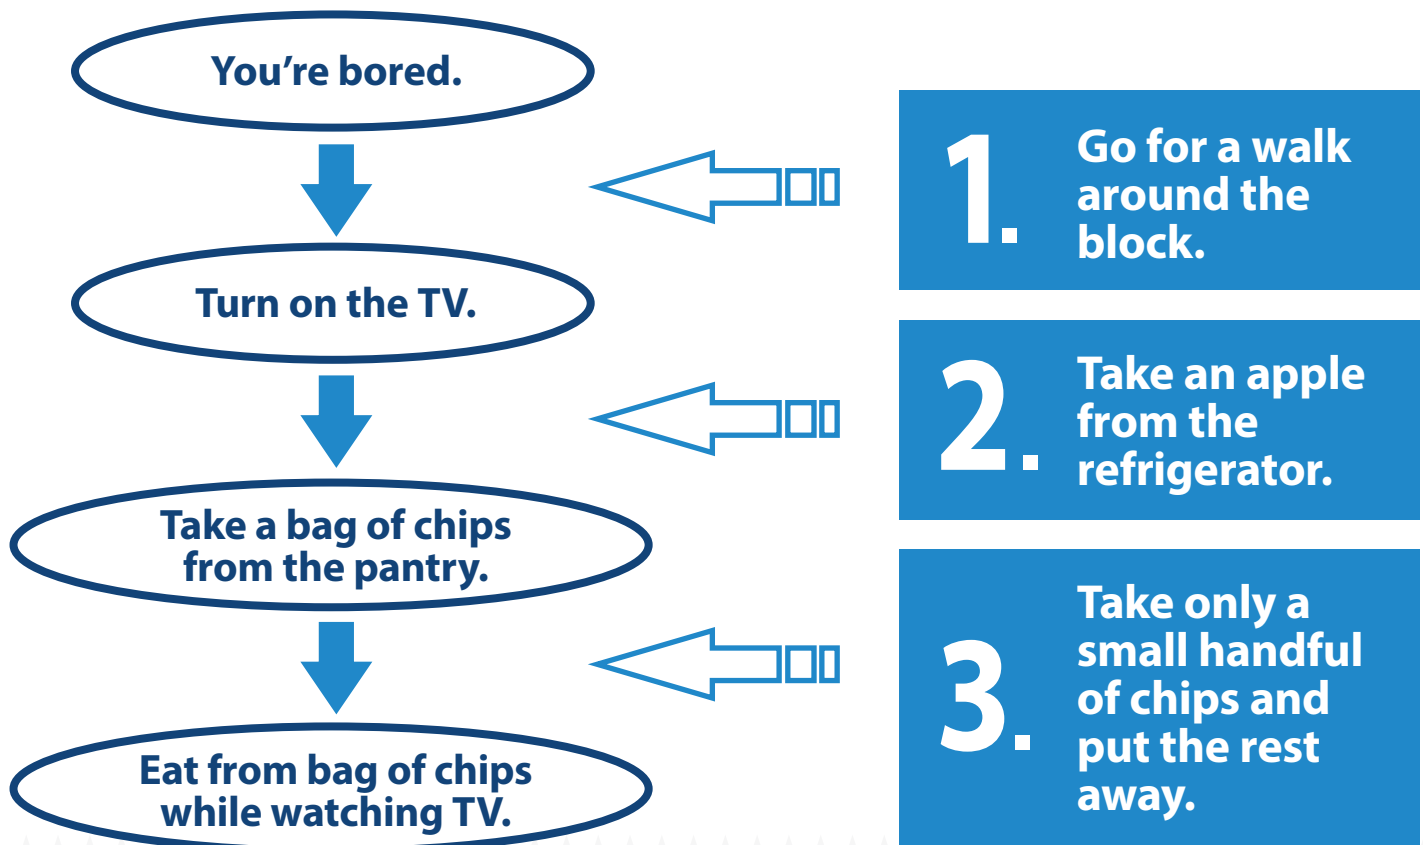 You're bored.
Turn on the TV.
Take a bag of chips
from the pantry.
Eat from bag of chips
while watching TV.
1. Go for a walk
around the
block.
2. Take an apple
from the
refrigerator.
3. Take only a
small handful
of chips and
put the rest
away.